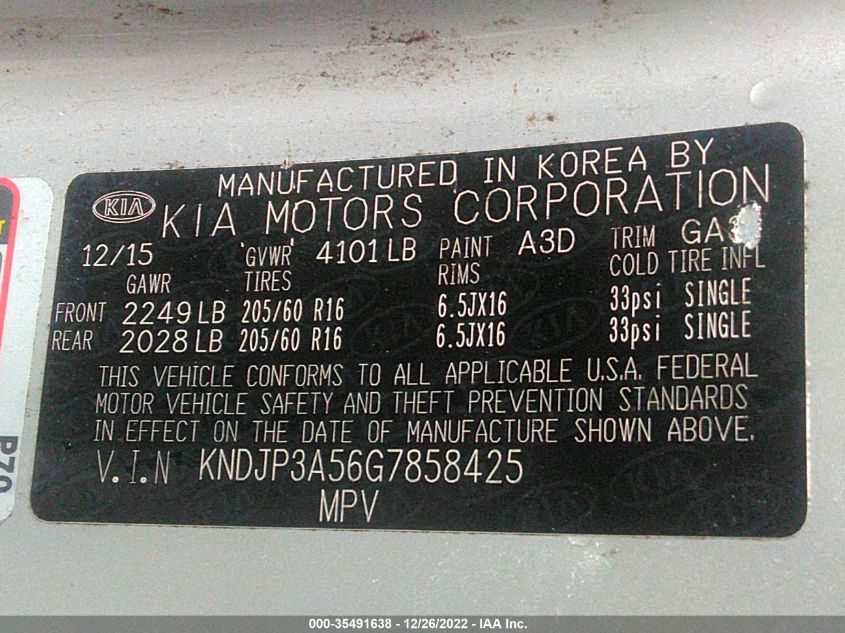 MANUFACTURED IN KOREA BY
KIA KIA MOTORS CORPORATION
12/15 'GVWR' 4101 LB PAINT A3D TRIM
GAWR TIRES RIMS COLD TIRE INFL
FRONT 2249 LB 205/60 R16 6.5JX16 33psi SINGLE
REAR 2028 LB 205/60 R16 6.5JX16 33psi SINGLE
THIS VEHICLE CONFORMS TO ALL APPLICABLE U.S.A. FEDERAL
MOTOR VEHICLE SAFETY AND THEFT PREVENTION STANDARDS
IN EFFECT ON THE DATE OF MANUFACTURE SHOWN ABOVE.
V.I.N KNDJP3A56G7858425
MPV
000-35491638 - 12/26/2022 - IAA Inc.